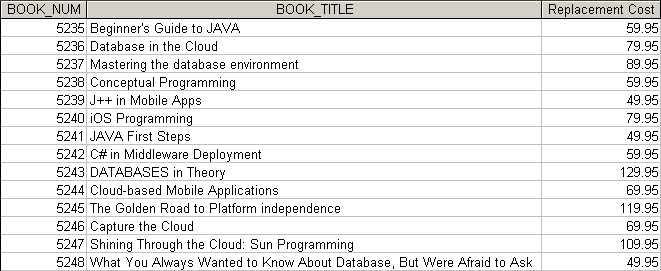 BOOK_NUM BOOK_TITLE Replacement Cost
5235 Beginner's Guide to JAVA 59.95
5236 Database in the Cloud 79.95
5237 Mastering the database environment 89.95
5238 Conceptual Programming 59.95
5239 J++ in Mobile Apps 49.95
5240 iOS Programming 79.95
5241 JAVA First Steps 49.95
5242 C# in Middleware Deployment 59.95
5243 DATABASES in Theory 129.95
5244 Cloud-based Mobile Applications 69.95
5245 The Golden Road to Platform independence 119.95
5246 Capture the Cloud 69.95
5247 Shining Through the Cloud: Sun Programming 109.95
5248 What You Always Wanted to Know About Database, But Were Afraid to Ask 49.95